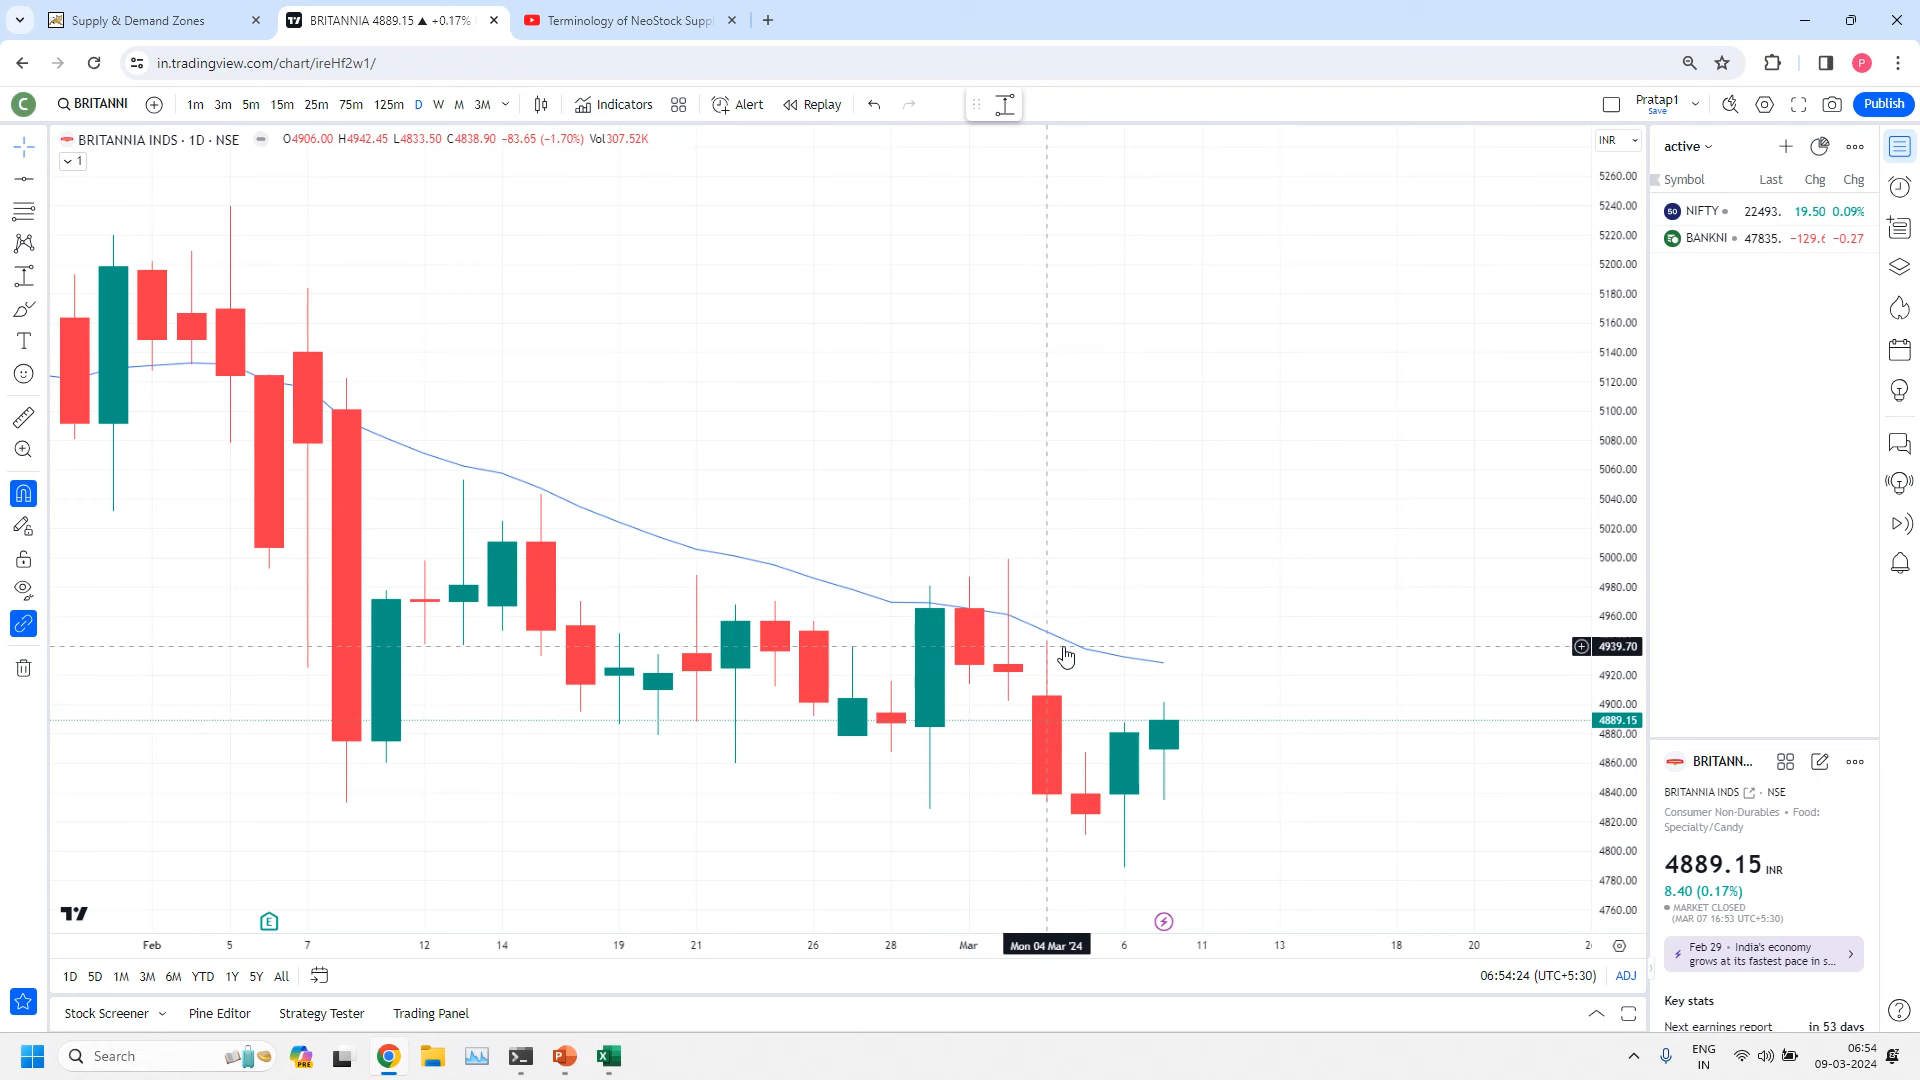 Supply & Demand Zones
BRITANNIA 4889.15 ▲ +0.17%
Terminology of NeoStock Supp
in.tradingview.com/chart/ireHf2w1/
P
C
BRITANNI
1m 3m 5m 15m 25m 75m 125m D W M 3M
Indicators
Alert
Replay
Pratap1
Save
Publish
BRITANNIA INDS · 1D · NSE
O4906.00 H4942.45 L4833.50 C4838.90 −83.65 (−1.70%) Vol307.52K
1
INR
5260.00
5240.00
5220.00
5200.00
5180.00
5160.00
5140.00
5120.00
5100.00
5080.00
5060.00
5040.00
5020.00
5000.00
4980.00
4960.00
4939.70
4920.00
4900.00
4889.15
4880.00
4860.00
4840.00
4820.00
4800.00
4780.00
4760.00
E
Feb 5 7 12 14 19 21 26 28 Mar Mon 04 Mar '24 6 11 13 18 20
1D 5D 1M 3M 6M YTD 1Y 5Y All
06:54:24 (UTC+5:30) ADJ
Stock Screener Pine Editor Strategy Tester Trading Panel
active
Symbol Last Chg Chg
50 NIFTY 22493. 19.50 0.09%
BANKNI 47835. −129.6 −0.27
BRITANN...
BRITANNIA INDS · NSE
Consumer Non-Durables • Food:
Specialty/Candy
4889.15 INR
8.40 (0.17%)
MARKET CLOSED
(MAR 07 16:53 UTC+5:30)
Feb 29 • India's economy
grows at its fastest pace in s...
Key stats
Next earnings report in 53 days
Search
PRE
ENG
IN
06:54
09-03-2024